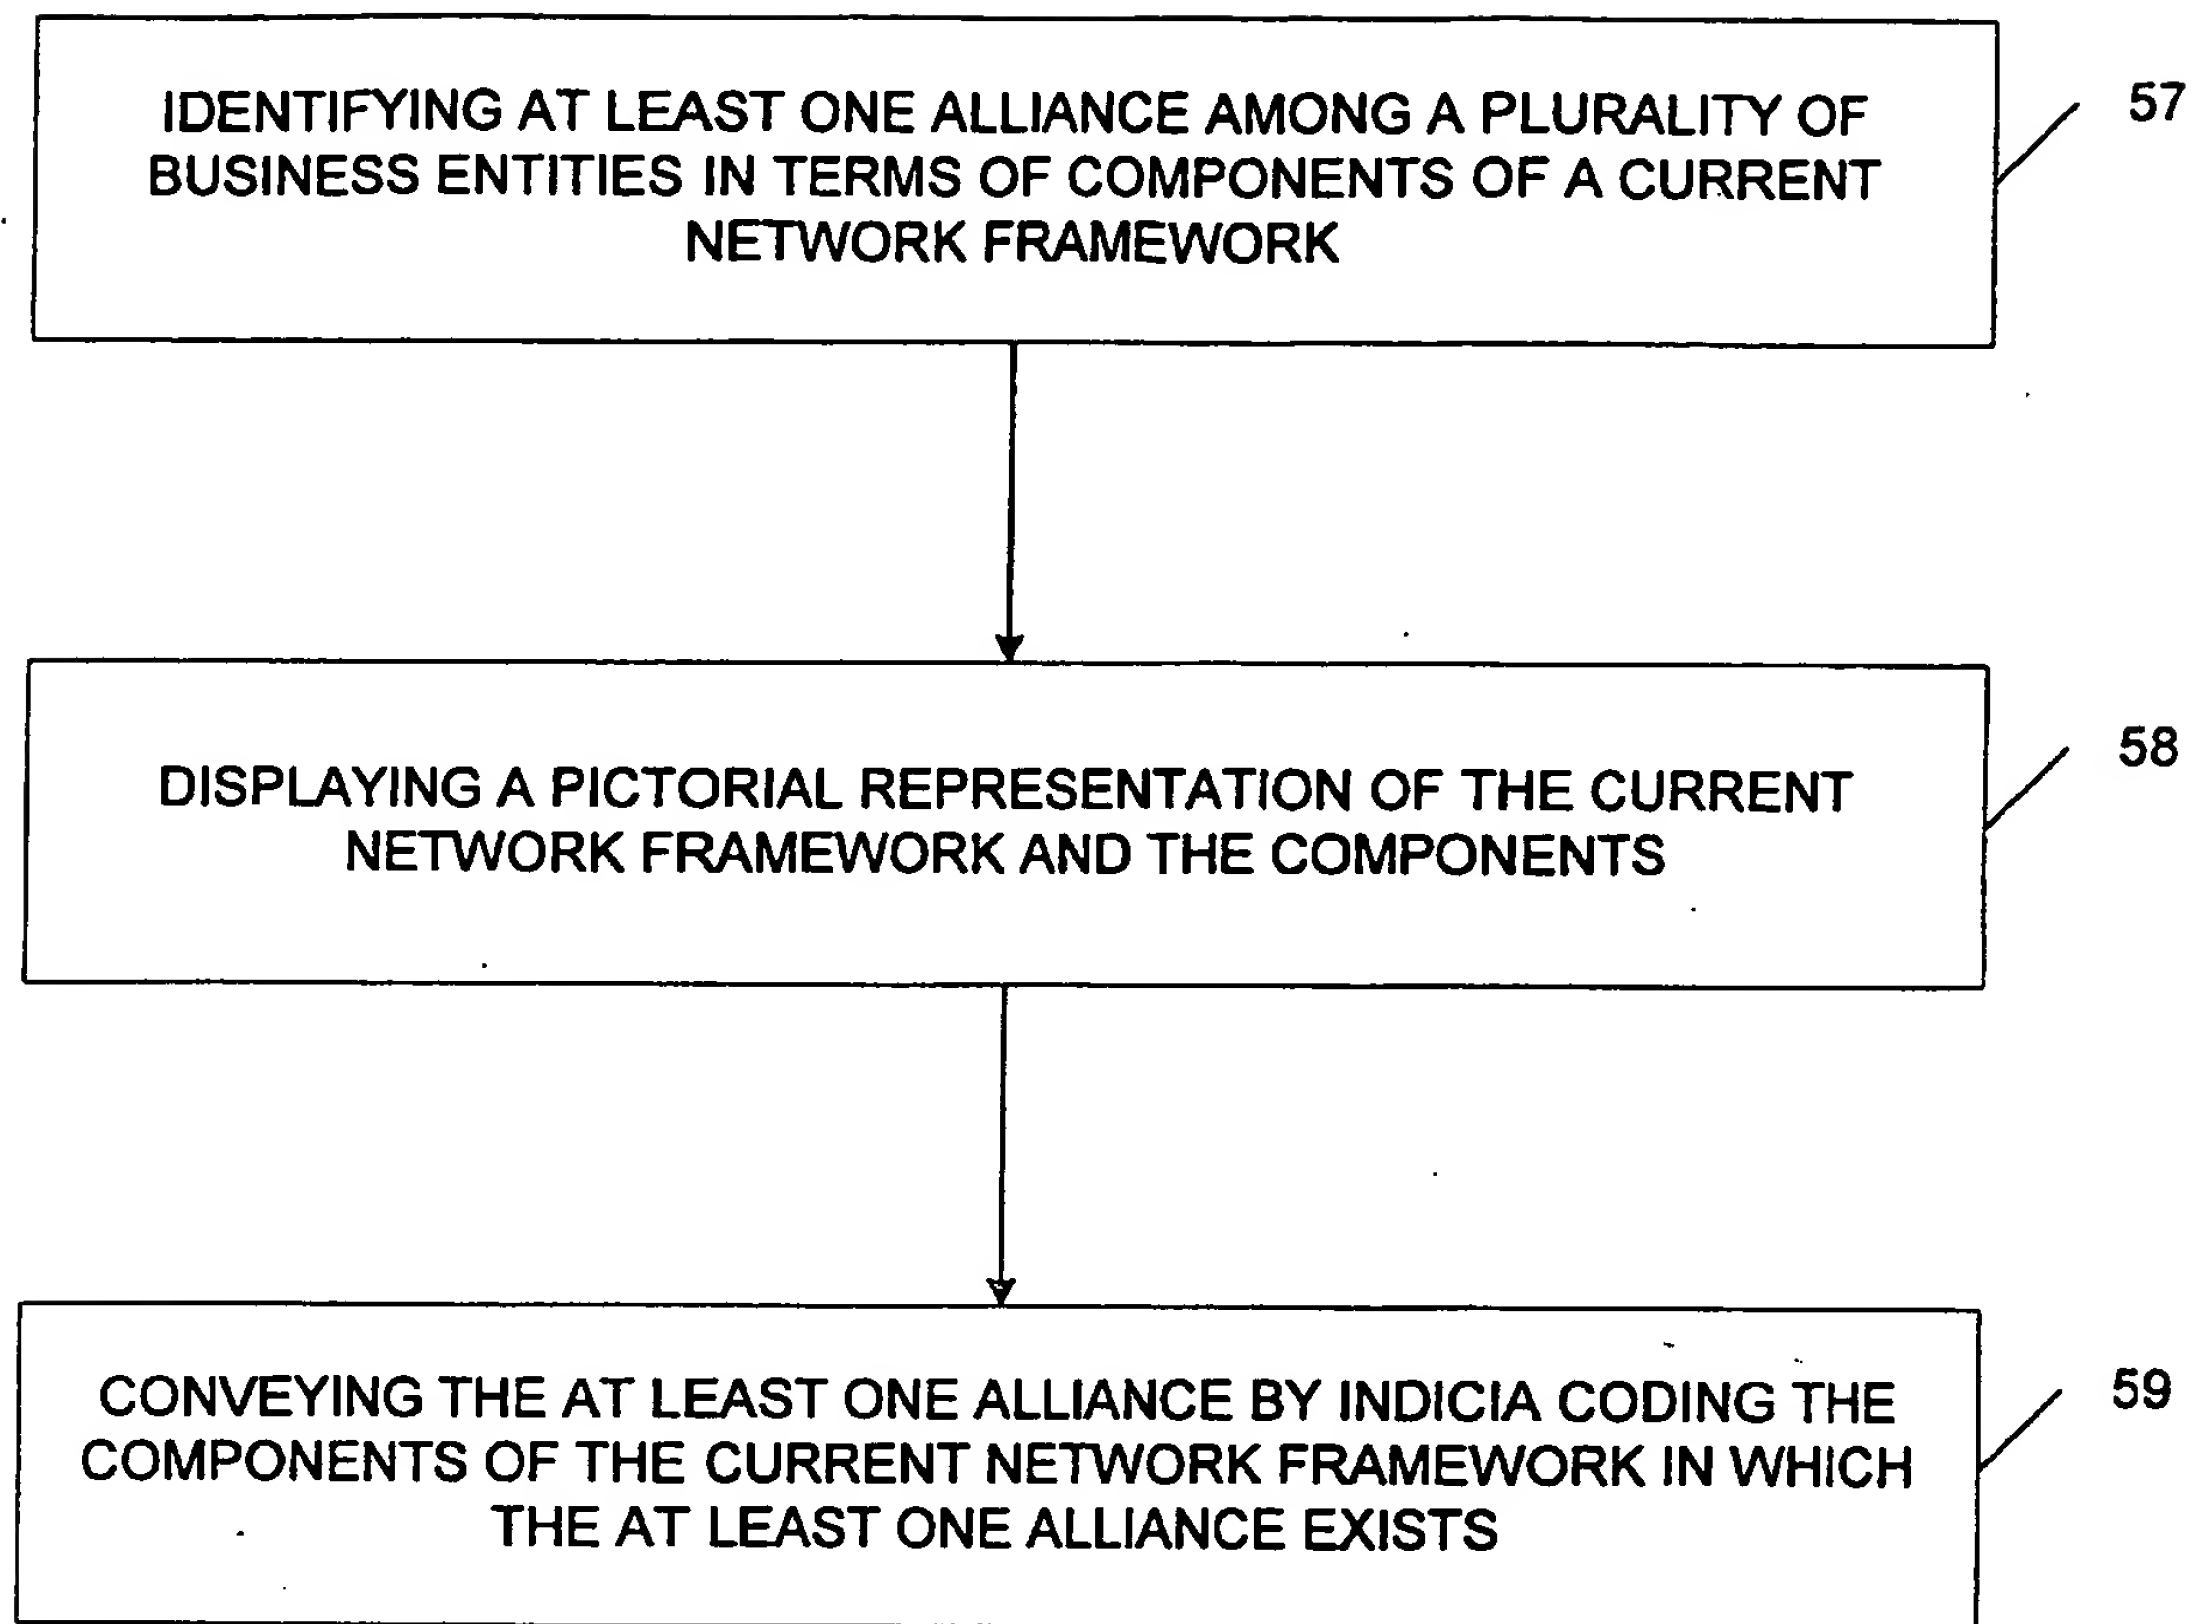 IDENTIFYING AT LEAST ONE ALLIANCE AMONG A PLURALITY OF
BUSINESS ENTITIES IN TERMS OF COMPONENTS OF A CURRENT
NETWORK FRAMEWORK
57
DISPLAYING A PICTORIAL REPRESENTATION OF THE CURRENT
NETWORK FRAMEWORK AND THE COMPONENTS
58
CONVEYING THE AT LEAST ONE ALLIANCE BY INDICIA CODING THE
COMPONENTS OF THE CURRENT NETWORK FRAMEWORK IN WHICH
THE AT LEAST ONE ALLIANCE EXISTS
59